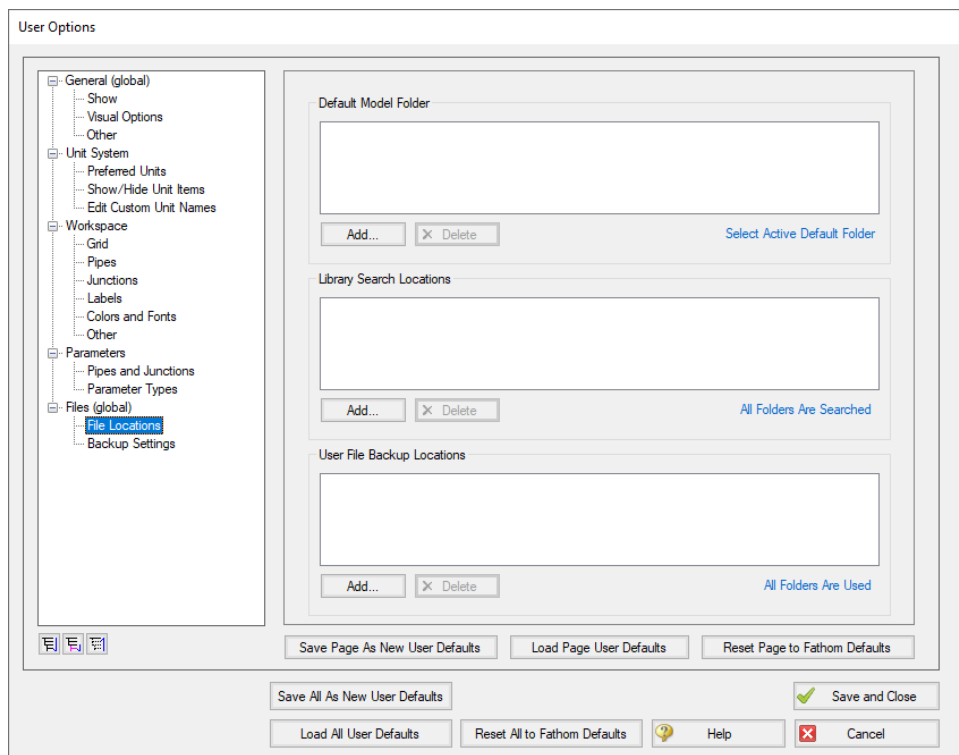 User Options
General (global)
Show
Visual Options
Other
Unit System
Preferred Units
Show/Hide Unit Items
Edit Custom Unit Names
Workspace
Grid
Pipes
Junctions
Labels
Colors and Fonts
Other
Parameters
Pipes and Junctions
Parameter Types
Files (global)
File Locations
Backup Settings
Default Model Folder
Add... Delete Select Active Default Folder
Library Search Locations
Add... Delete All Folders Are Searched
User File Backup Locations
Add... Delete All Folders Are Used
Save Page As New User Defaults Load Page User Defaults Reset Page to Fathom Defaults
Save All As New User Defaults Save and Close
Load All User Defaults Reset All to Fathom Defaults Help Cancel